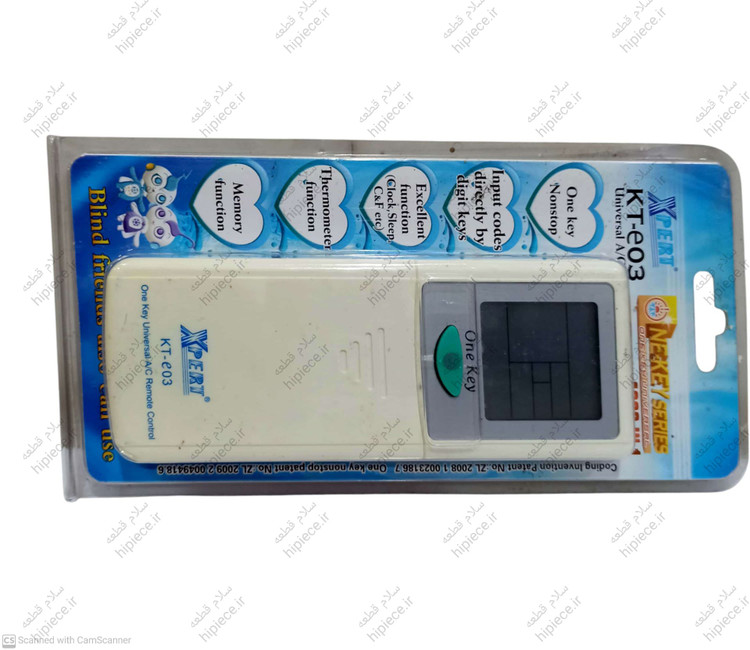 XPERT®
KT-e03
Universal A/C
One key
Nonstop
Input codes
directly by
digit keys
Excellent
function
(Clock,Sleep,
C&F etc)
Thermometer
function
Memory
function
Blind friends also can use
ONEKEY SERIES
One Key
XPERT®
KT-e03
One Key Universal A/C Remote Control
Coding Invention Patent No. ZL 2008 1 0023186 7 One key nonstop patent No. ZL 2009 2 0049418 6
سلام قطعه
hipiece.ir
CS Scanned with CamScanner